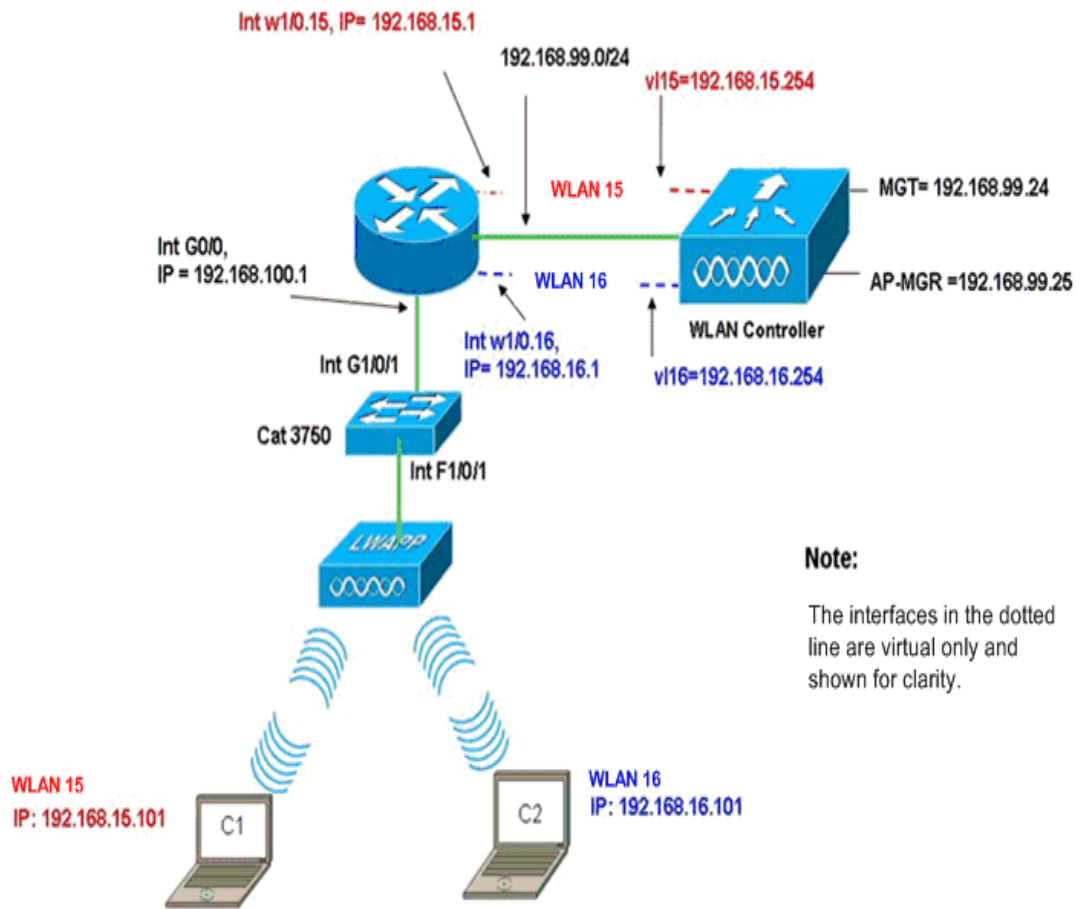 Int w1/0.15, IP= 192.168.15.1
192.168.99.0/24
vl15=192.168.15.254
WLAN 15
MGT= 192.168.99.24
Int G0/0,
IP = 192.168.100.1
WLAN 16
AP-MGR =192.168.99.25
WLAN Controller
Int w1/0.16,
IP= 192.168.16.1
vl16=192.168.16.254
Int G1/0/1
Cat 3750
Int F1/0/1
LWAPP
Note:
The interfaces in the dotted
line are virtual only and
shown for clarity.
WLAN 15
IP: 192.168.15.101
C1
WLAN 16
IP: 192.168.16.101
C2